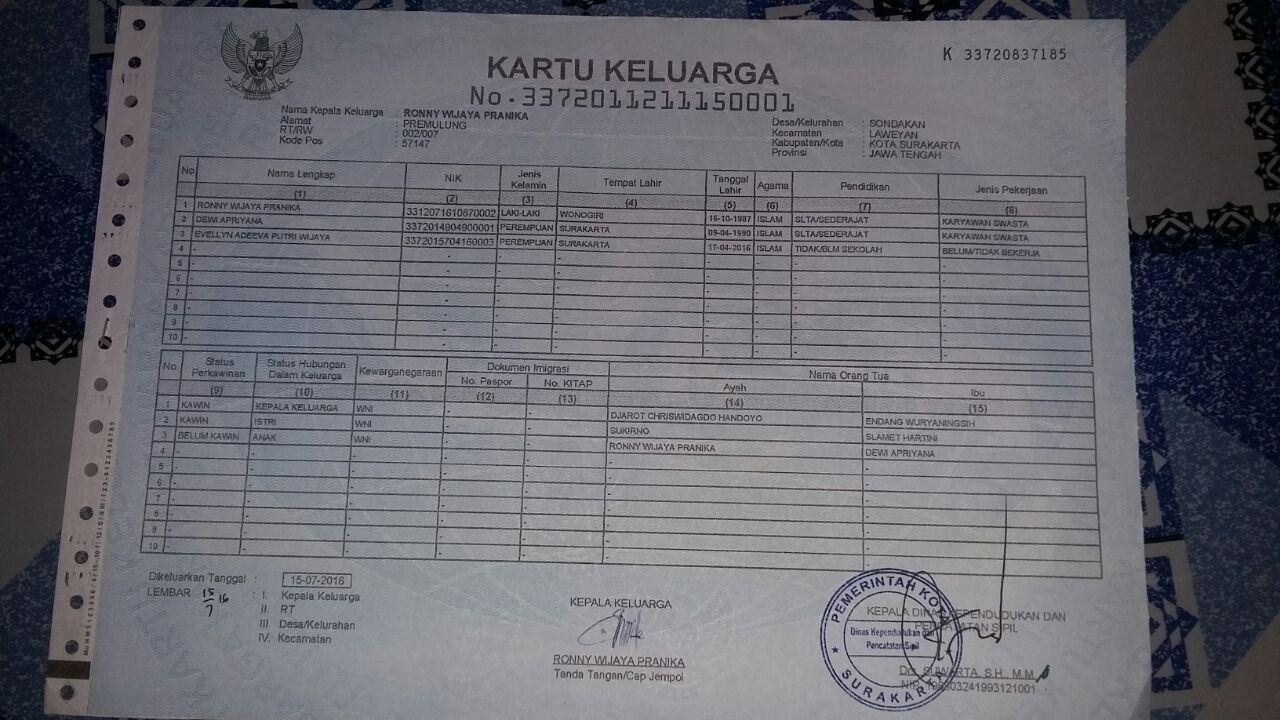 K 33720837185
KARTU KELUARGA
No. 3372011211150001
Nama Kepala Keluarga : RONNY WIJAYA PRANIKA
Alamat : PREMULUNG
RT/RW : 002/007
Kode Pos : 57147
Desa/Kelurahan : SONDAKAN
Kecamatan : LAWEYAN
Kabupaten/Kota : KOTA SURAKARTA
Provinsi : JAWA TENGAH
No. Nama Lengkap NIK Jenis Kelamin Tempat Lahir Tanggal Lahir Agama Pendidikan Jenis Pekerjaan
(1) (2) (3) (4) (5) (6) (7) (8)
1 RONNY WIJAYA PRANIKA 3312071610870002 LAKI-LAKI WONOGIRI 16-10-1987 ISLAM SLTA/SEDERAJAT KARYAWAN SWASTA
2 DEWI APRIYANA 3372014904900001 PEREMPUAN SURAKARTA 09-04-1990 ISLAM SLTA/SEDERAJAT KARYAWAN SWASTA
3 EVELLYN ADEEVA PUTRI WIJAYA 3372015704160003 PEREMPUAN SURAKARTA 17-04-2016 ISLAM TIDAK/BLM SEKOLAH BELUM/TIDAK BEKERJA
4 - - - - - - - -
5 - - - - - - - -
6 - - - - - - - -
7 - - - - - - - -
8 - - - - - - - -
9 - - - - - - - -
10 - - - - - - - -
No. Status Perkawinan Status Hubungan Dalam Keluarga Kewarganegaraan Dokumen Imigrasi Nama Orang Tua
No. Paspor No. KITAP Ayah Ibu
(9) (10) (11) (12) (13) (14) (15)
1 KAWIN KEPALA KELUARGA WNI - - DJAROT CHRISWIDAGDO HANDOYO ENDANG WURYANINGSIH
2 KAWIN ISTRI WNI - - SUKIRNO SLAMET HARTINI
3 BELUM KAWIN ANAK WNI - - RONNY WIJAYA PRANIKA DEWI APRIYANA
4 - - - - - - -
5 - - - - - - -
6 - - - - - - -
7 - - - - - - -
8 - - - - - - -
9 - - - - - - -
10 - - - - - - -
Dikeluarkan Tanggal : 15-07-2016
LEMBAR 15/7 16 : I. Kepala Keluarga
II. RT
III. Desa/Kelurahan
IV. Kecamatan
KEPALA KELUARGA
RONNY WIJAYA PRANIKA
Tanda Tangan/Cap Jempol
KEPALA DINAS KEPENDUDUKAN DAN
PENCATATAN SIPIL
PEMERINTAH KOTA
Dinas Kependudukan dan
Pencatatan Sipil
SURAKARTA
Drs. SUWARTA, S.H., M.M.